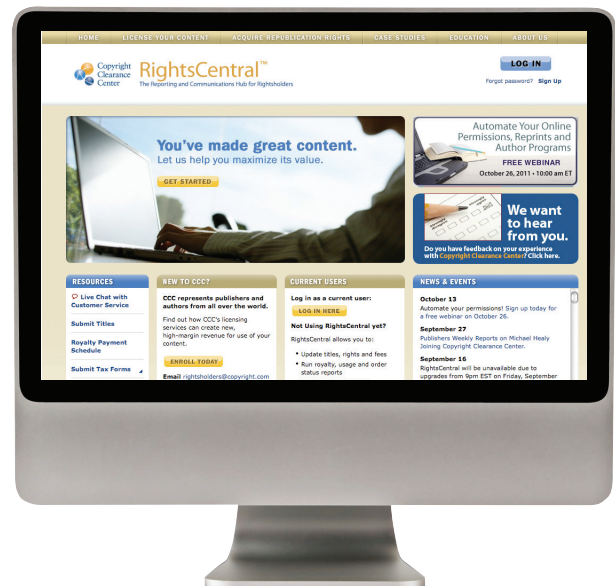 HOME LICENSE YOUR CONTENT ACQUIRE REPUBLICATION RIGHTS CASE STUDIES EDUCATION ABOUT US
Copyright
Clearance
Center
RightsCentral™
The Reporting and Communications Hub for Rightsholders
LOG IN
Forgot password? Sign Up
You've made great content.
Let us help you maximize its value.
GET STARTED
Automate Your Online
Permissions, Reprints and
Author Programs
FREE WEBINAR
October 26, 2011 • 10:00 am ET
We want
to hear
from you.
Do you have feedback on your experience
with Copyright Clearance Center? Click here.
RESOURCES
Live Chat with
Customer Service
Submit Titles
Royalty Payment
Schedule
Submit Tax Forms
NEW TO CCC?
CCC represents publishers and
authors from all over the world.
Find out how CCC's licensing
services can create new,
high-margin revenue for use of your
content.
ENROLL TODAY
Email rightsholders@copyright.com
CURRENT USERS
Log in as a current user:
LOG IN HERE
Not Using RightsCentral yet?
RightsCentral allows you to:
• Update titles, rights and fees
• Run royalty, usage and order
status reports
NEWS & EVENTS
October 13
Automate your permissions! Sign up today for
a free webinar on October 26.
September 27
Publishers Weekly Reports on Michael Healy
Joining Copyright Clearance Center.
September 16
RightsCentral will be unavailable due to
upgrades from 9pm EST on Friday, September